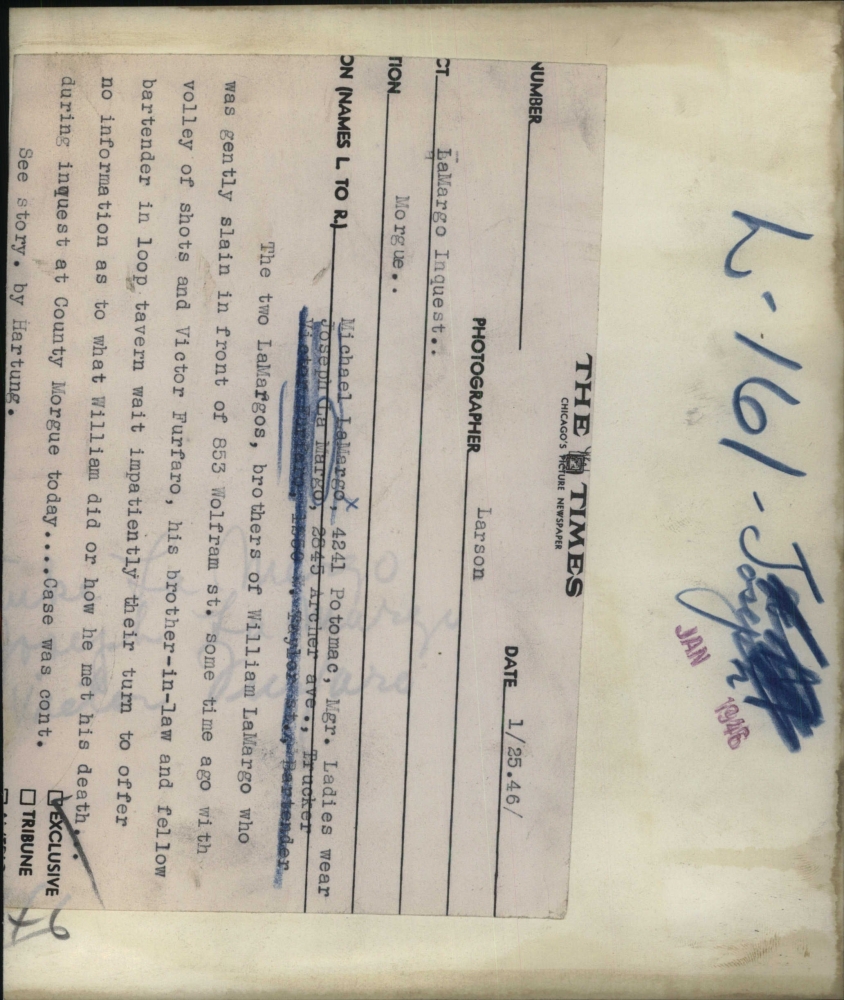 L-161-Joseph
JAN 1946
THE TIMES
CHICAGO'S PICTURE NEWSPAPER
NUMBER
DATE 1/25.46/
PHOTOGRAPHER Larson
CT LaMargo Inquest..
TION Morgue..
ON (NAMES L. TO R.)
Michael LaMargo, x 4241 Potomac, Mgr. Ladies wear
Joseph La Margo, 2845 Archer ave., Trucker
Victor Furfaro, Taylor st., Bartender
The two LaMargos, brothers of William LaMargo who
was gently slain in front of 853 Wolfram st. some time ago with
volley of shots and Victor Furfaro, his brother-in-law and fellow
bartender in loop tavern wait impatiently their turn to offer
no information as to what William did or how he met his death...
during inquest at County Morgue today....Case was cont.
See story. by Hartung.
EXCLUSIVE
TRIBUNE